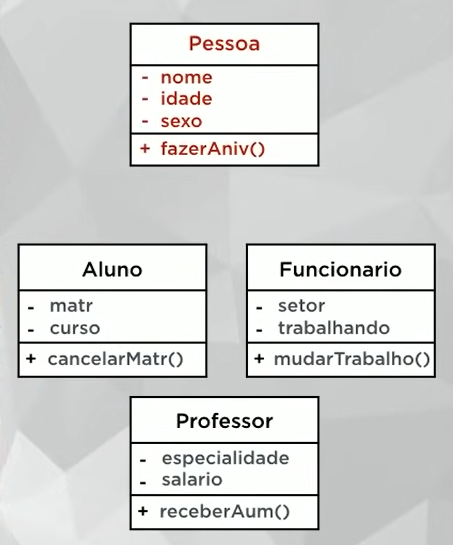 Pessoa
- nome
- idade
- sexo
+ fazerAniv()
Aluno
- matr
- curso
+ cancelarMatr()
Funcionario
- setor
- trabalhando
+ mudarTrabalho()
Professor
- especialidade
- salario
+ receberAum()